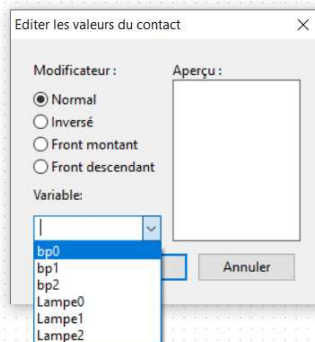 Editer les valeurs du contact
Modificateur :
Aperçu :
Normal
Inversé
Front montant
Front descendant
Variable:
bp0
bp1
bp2
Lampe0
Lampe1
Lampe2
Annuler